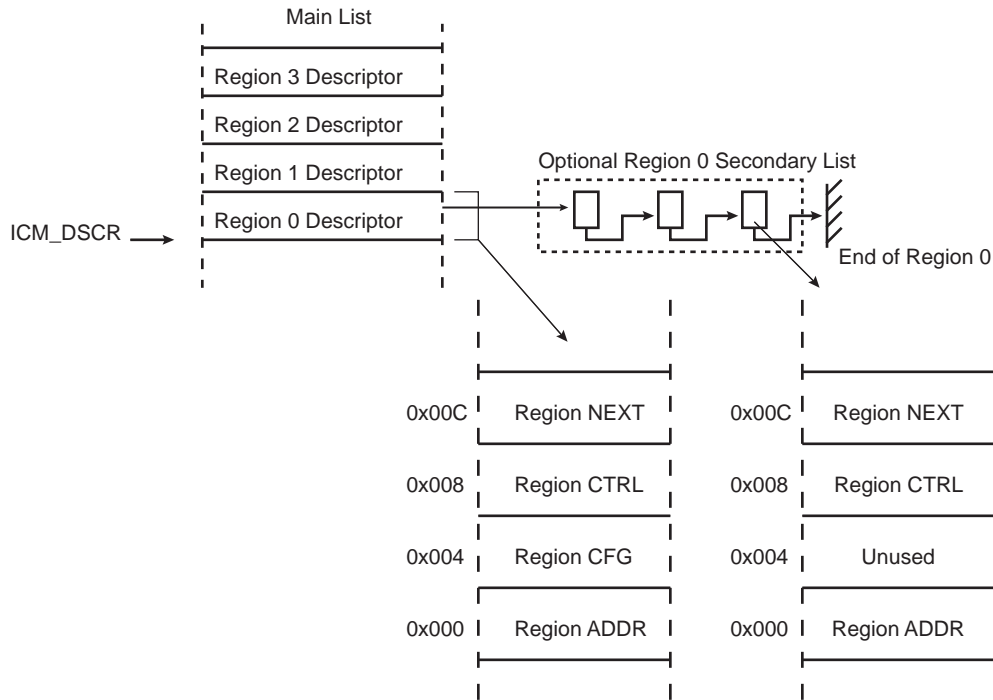 Main List
Region 3 Descriptor
Region 2 Descriptor
Region 1 Descriptor
Optional Region 0 Secondary List
Region 0 Descriptor
ICM_DSCR
End of Region 0
0x00C Region NEXT 0x00C Region NEXT
0x008 Region CTRL 0x008 Region CTRL
0x004 Region CFG 0x004 Unused
0x000 Region ADDR 0x000 Region ADDR